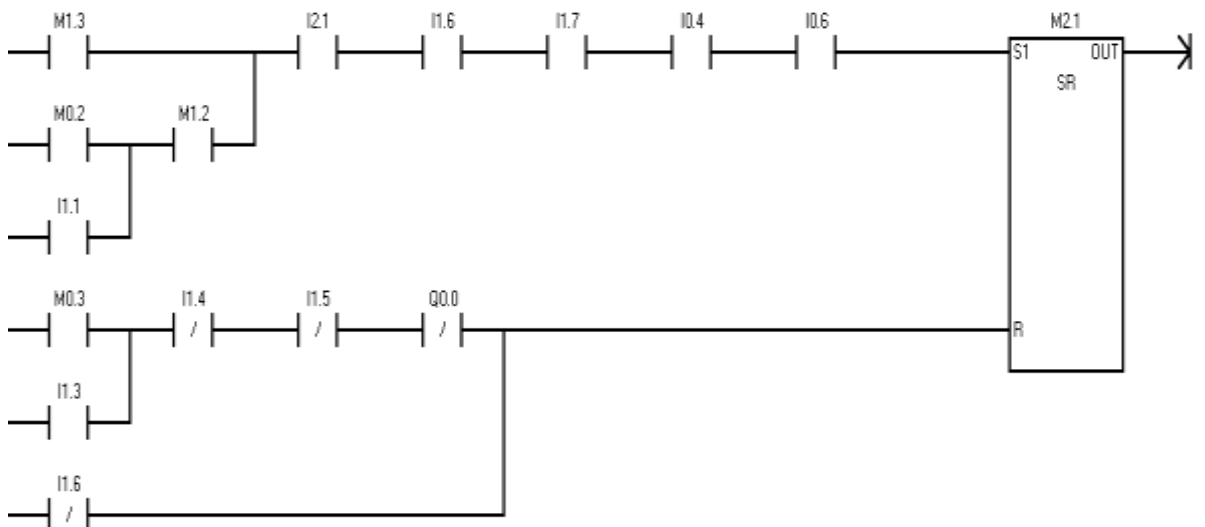 M1.3 I2.1 I1.6 I1.7 I0.4 I0.6 M2.1
S1 OUT
SR
M0.2 M1.2
I1.1
M0.3 I1.4 I1.5 Q0.0
/ / /
R
I1.3
I1.6
/